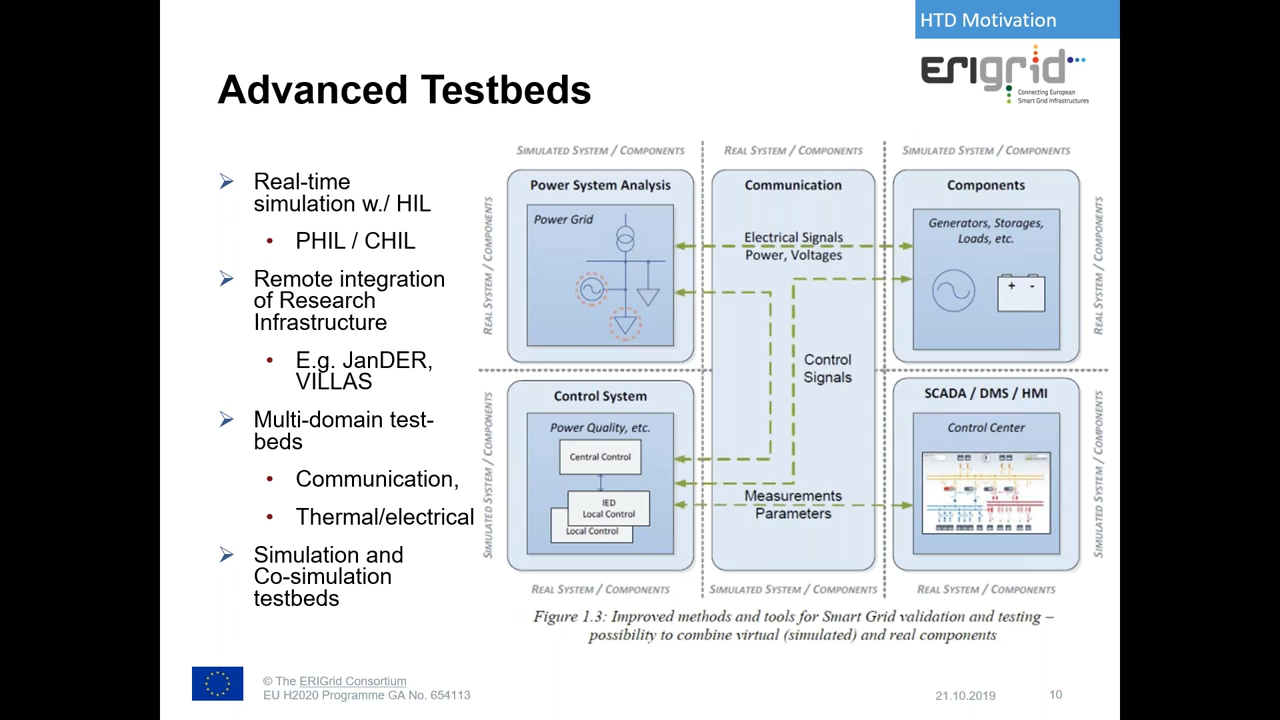 HTD Motivation
ERIgrid
Connecting European
Smart Grid Infrastructures
Advanced Testbeds
Real-time
simulation w./ HIL
PHIL / CHIL
Remote integration
of Research
Infrastructure
E.g. JanDER,
VILLAS
Multi-domain test-
beds
Communication,
Thermal/electrical
Simulation and
Co-simulation
testbeds
SIMULATED SYSTEM / COMPONENTS
REAL SYSTEM / COMPONENTS
SIMULATED SYSTEM / COMPONENTS
REAL SYSTEM / COMPONENTS
Power System Analysis
Power Grid
Communication
Electrical Signals
Power, Voltages
Components
Generators, Storages,
Loads, etc.
+ -
REAL SYSTEM / COMPONENTS
Control
Signals
SIMULATED SYSTEM / COMPONENTS
Control System
Power Quality, etc.
Central Control
IED
Local Control
Local Control
Measurements
Parameters
SCADA / DMS / HMI
Control Center
SIMULATED SYSTEM / COMPONENTS
REAL SYSTEM / COMPONENTS
SIMULATED SYSTEM / COMPONENTS
REAL SYSTEM / COMPONENTS
Figure 1.3: Improved methods and tools for Smart Grid validation and testing –
possibility to combine virtual (simulated) and real components
© The ERIGrid Consortium
EU H2020 Programme GA No. 654113
21.10.2019
10